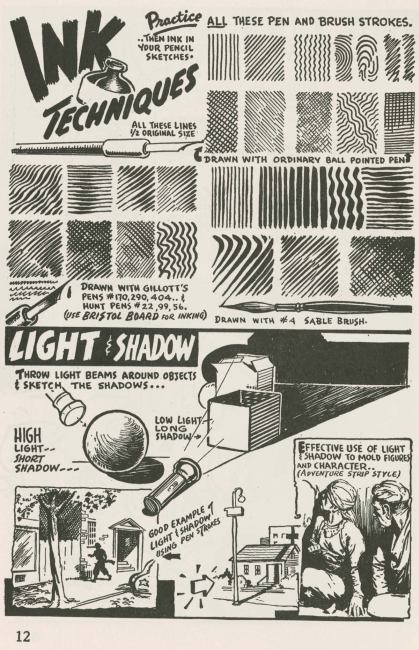 INK
TECHNIQUES
Practice ALL THESE PEN AND BRUSH STROKES.
..THEN INK IN
YOUR PENCIL
SKETCHES.
ALL THESE LINES
1/2 ORIGINAL SIZE
DRAWN WITH ORDINARY BALL POINTED PENS
DRAWN WITH GILLOTT'S
PENS #170,290,404..&
HUNT PENS #22,99,56.
(USE BRISTOL BOARD FOR INKING)
DRAWN WITH #4 SABLE BRUSH.
LIGHT & SHADOW
THROW LIGHT BEAMS AROUND OBJECTS
& SKETCH THE SHADOWS...
HIGH
LIGHT--
SHORT
SHADOW---
LOW LIGHT
LONG
SHADOW
GOOD EXAMPLE OF
LIGHT & SHADOW
USING PEN STROKES
EFFECTIVE USE OF LIGHT
& SHADOW TO MOLD FIGURES
AND CHARACTER..
(ADVENTURE STRIP STYLE)
12